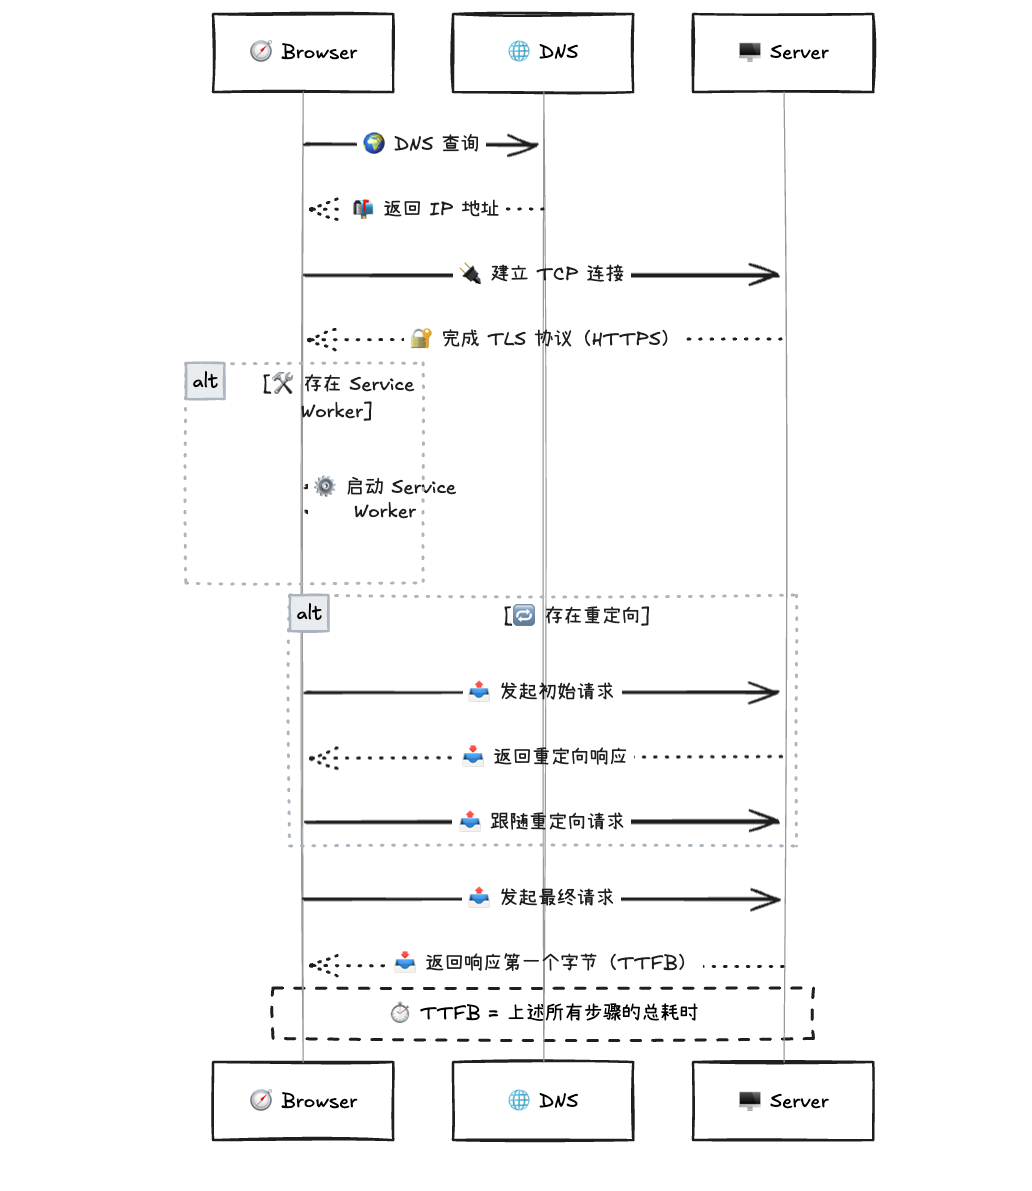 🧭 Browser
🌐 DNS
🖥️ Server
🌍 DNS 查询
📬 返回 IP 地址
🔌 建立 TCP 连接
🔐 完成 TLS 协议（HTTPS）
alt
[🛠️ 存在 Service
Worker]
⚙️ 启动 Service
Worker
alt
[🔁 存在重定向]
📤 发起初始请求
📥 返回重定向响应
📤 跟随重定向请求
📤 发起最终请求
📥 返回响应第一个字节（TTFB）
⏱️ TTFB = 上述所有步骤的总耗时
🧭 Browser
🌐 DNS
🖥️ Server